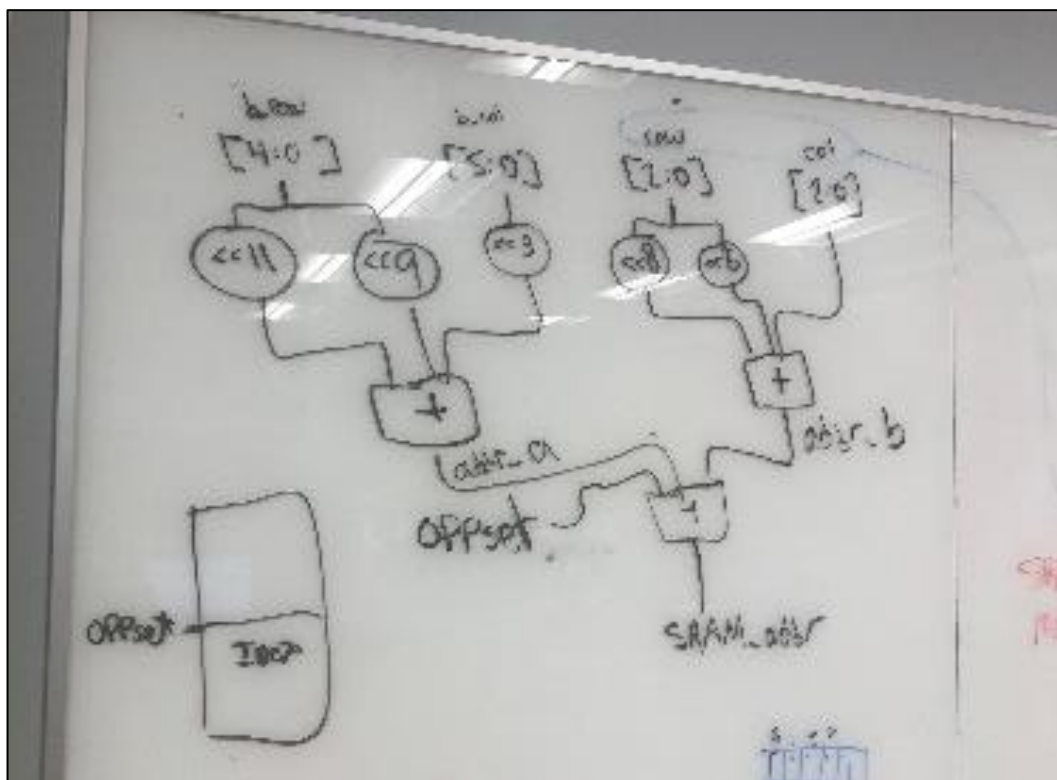 b_row
b_col
row
col
[4:0]
[5:0]
[2:0]
[2:0]
<<11
<<9
<<3
<<8
<<6
+
+
addr_a
addr_b
OFFset
OFFset
SRAM_addr